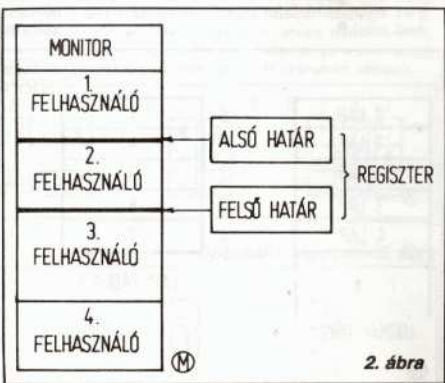 MONITOR
1.
FELHASZNÁLÓ
2.
FELHASZNÁLÓ
3.
FELHASZNÁLÓ
4.
FELHASZNÁLÓ
ALSÓ HATÁR
FELSŐ HATÁR
REGISZTER
M
2. ábra